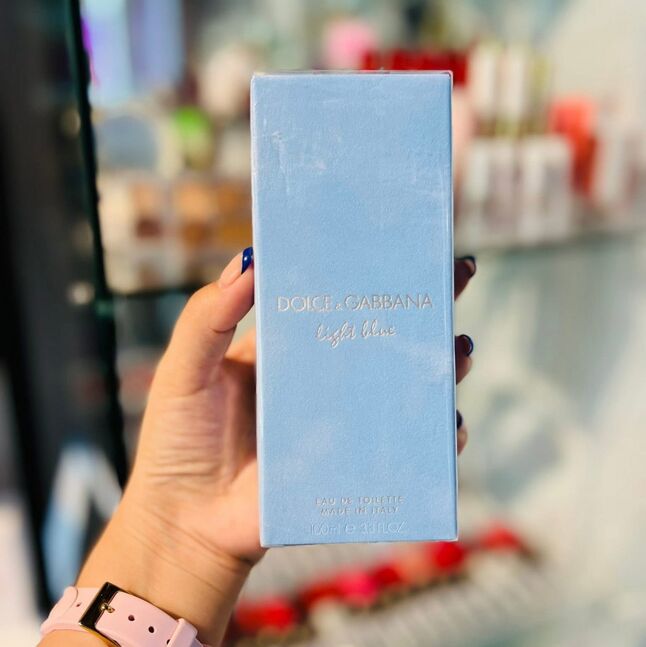 DOLCE & GABBANA
light blue
EAU DE TOILETTE
MADE IN ITALY
100ml e 3.3 FL.OZ.